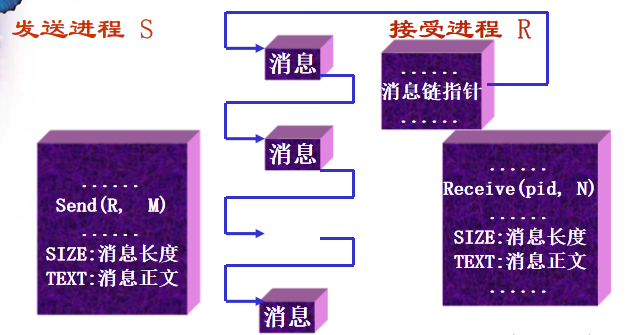 发送进程 S
接受进程 R
消息
......
消息链指针
......
消息
......
Send(R, M)
......
SIZE:消息长度
TEXT:消息正文
......
Receive(pid, N)
......
SIZE:消息长度
TEXT:消息正文
......
消息